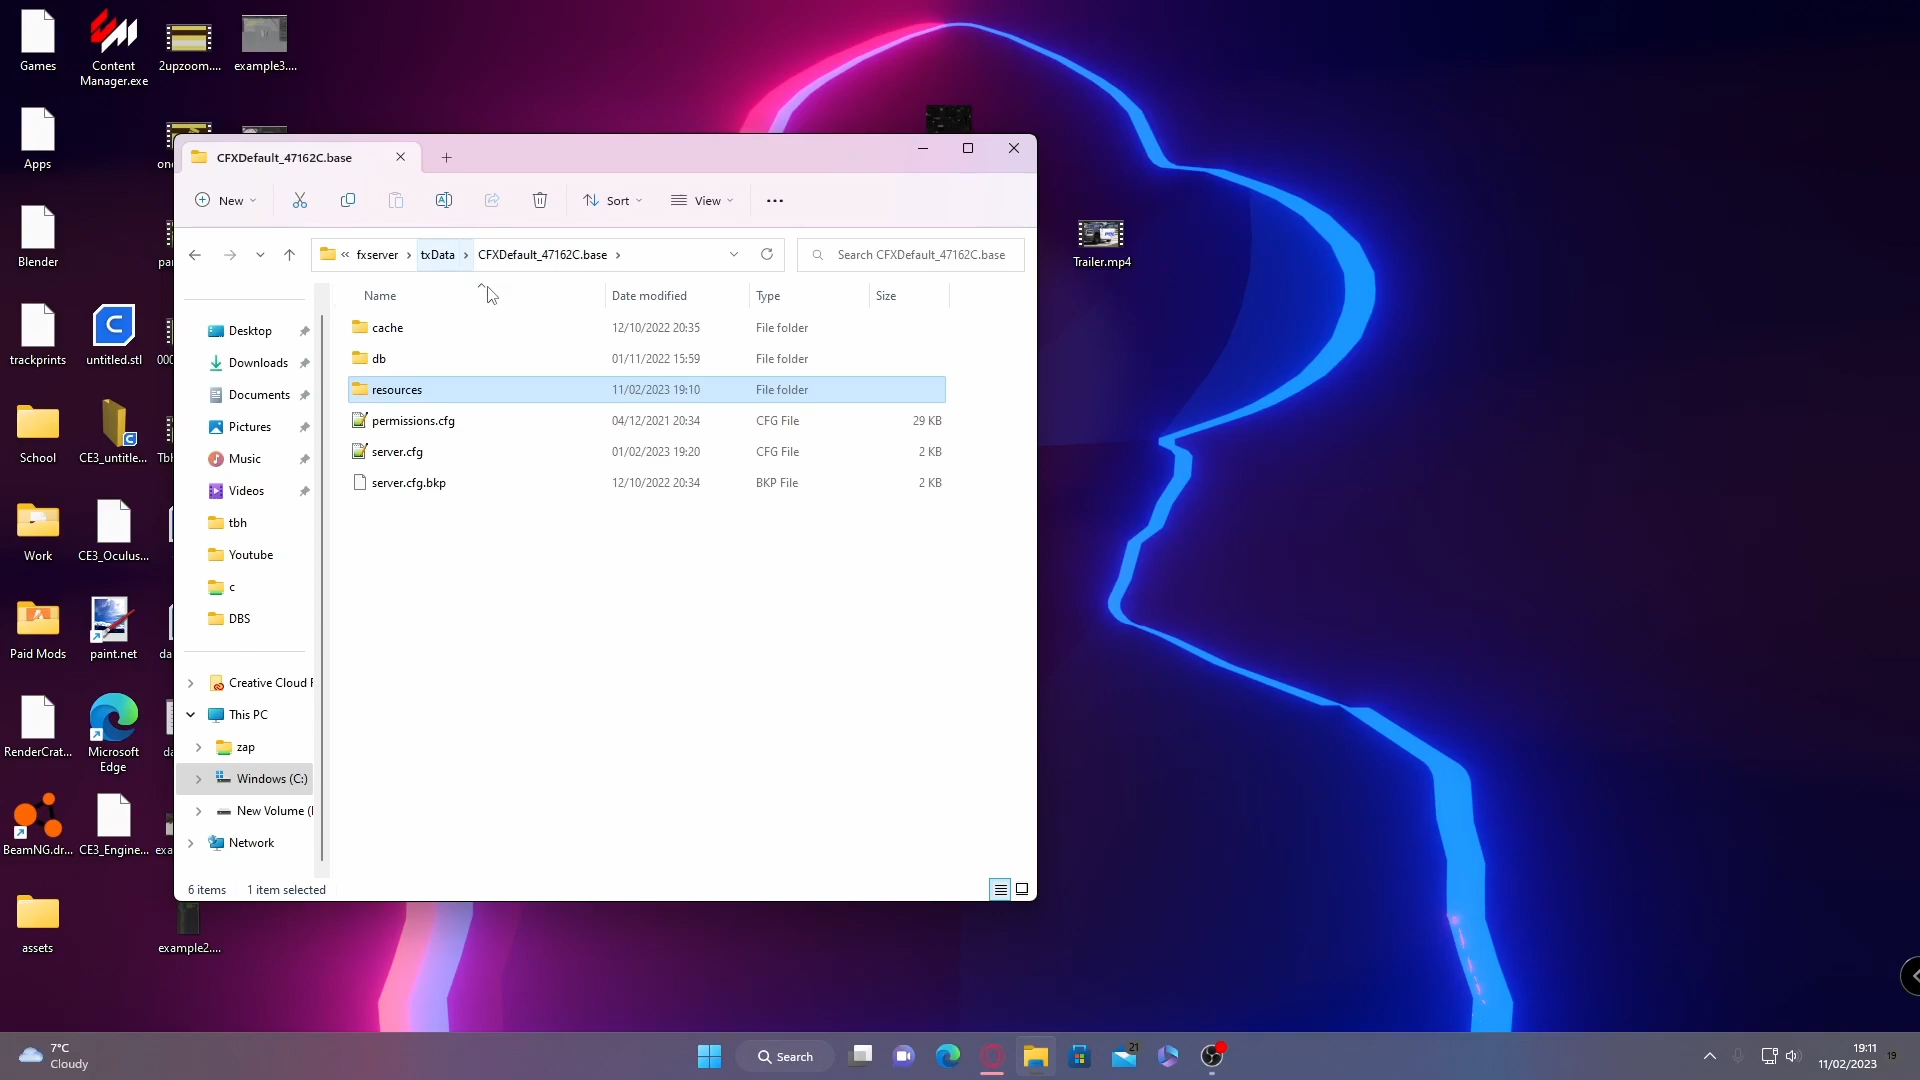 Games
Content
Manager.exe
2upzoom....
example3....
Apps
Blender
trackprints
untitled.stl
School
CE3_untitle...
Work
CE3_Oculus...
Paid Mods
paint.net
RenderCrat...
Microsoft
Edge
BeamNG.dr...
CE3_Engine...
assets
example2....
Trailer.mp4
CFXDefault_47162C.base
New
Sort
View
fxserver
txData
CFXDefault_47162C.base
Search CFXDefault_47162C.base
Name
Date modified
Type
Size
cache
12/10/2022 20:35
File folder
db
01/11/2022 15:59
File folder
resources
11/02/2023 19:10
File folder
permissions.cfg
04/12/2021 20:34
CFG File
29 KB
server.cfg
01/02/2023 19:20
CFG File
2 KB
server.cfg.bkp
12/10/2022 20:34
BKP File
2 KB
Desktop
Downloads
Documents
Pictures
Music
Videos
tbh
Youtube
c
DBS
Creative Cloud F
This PC
zap
Windows (C:)
New Volume (
Network
6 items
1 item selected
7°C
Cloudy
Search
21
19:11
11/02/2023
19